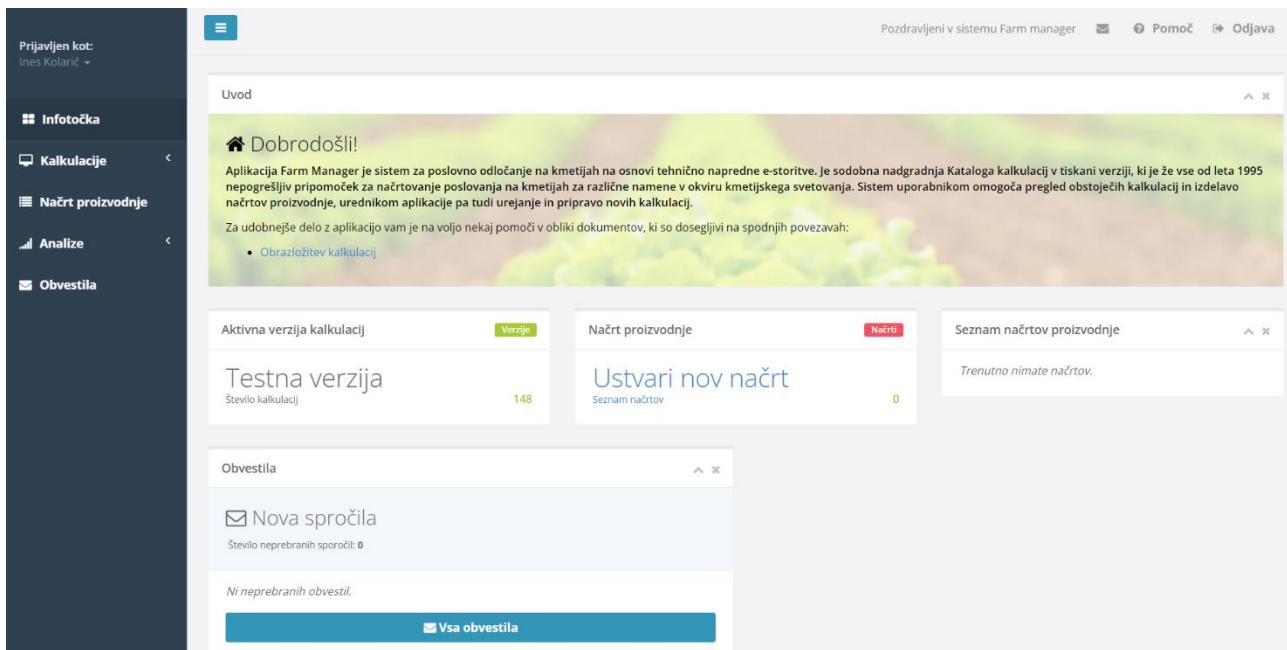 Prijavljen kot:
Ines Kolarić
Infotočka
Kalkulacije
Načrt proizvodnje
Analize
Obvestila
Pozdravljeni v sistemu Farm manager
Pomoč
Odjava
Uvod
Dobrodošli!
Aplikacija Farm Manager je sistem za poslovno odločanje na kmetijah na osnovi tehnično napredne e-storitve. Je sodobna nadgradnja Kataloga kalkulacij v tiskani verziji, ki je že vse od leta 1995
nepogrešljiv pripomoček za načrtovanje poslovanja na kmetijah za različne namene v okviru kmetijskega svetovanja. Sistem uporabnikom omogoča pregled obstoječih kalkulacij in izdelavo
načrtov proizvodnje, urednikom aplikacije pa tudi urejanje in pripravo novih kalkulacij.
Za udobnejše delo z aplikacijo vam je na voljo nekaj pomoči v obliki dokumentov, ki so dosegljivi na spodnjih povezavah:
• Obrazložitev kalkulacij
Aktivna verzija kalkulacij
Verzije
Testna verzija
Število kalkulacij
148
Načrt proizvodnje
Načrti
Ustvari nov načrt
Seznam načrtov
0
Seznam načrtov proizvodnje
Trenutno nimate načrtov.
Obvestila
Nova spročila
Število neprebranih sporočil: 0
Ni neprebranih obvestil.
Vsa obvestila